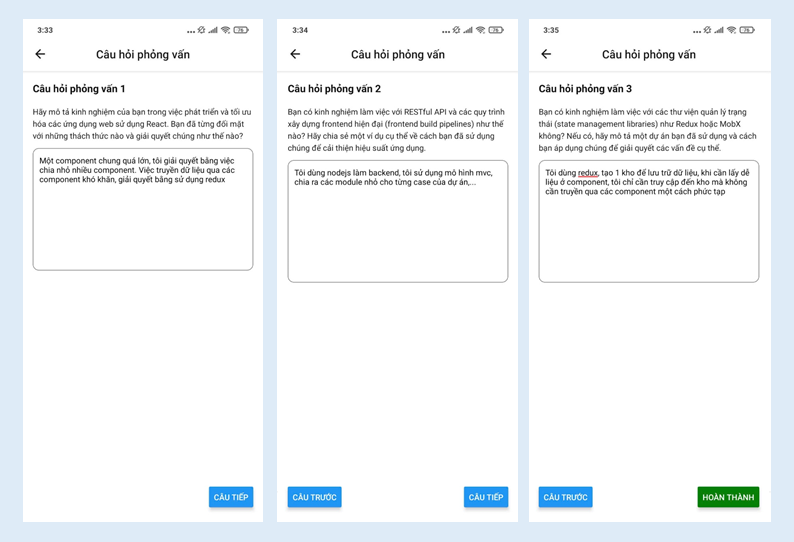 3:33
76
Câu hỏi phỏng vấn
Câu hỏi phỏng vấn 1
Hãy mô tả kinh nghiệm của bạn trong việc phát triển và tối ưu
hóa các ứng dụng web sử dụng React. Bạn đã từng đối mặt
với những thách thức nào và giải quyết chúng như thế nào?
Một component chung quá lớn, tôi giải quyết bằng việc
chia nhỏ nhiều component. Việc truyền dữ liệu qua các
component khó khăn, giải quyết bằng sử dụng redux
CÂU TIẾP
3:34
76
Câu hỏi phỏng vấn
Câu hỏi phỏng vấn 2
Bạn có kinh nghiệm làm việc với RESTful API và các quy trình
xây dựng frontend hiện đại (frontend build pipelines) như thế
nào? Hãy chia sẻ một ví dụ cụ thể về cách bạn đã sử dụng
chúng để cải thiện hiệu suất ứng dụng.
Tôi dùng nodejs làm backend, tôi sử dụng mô hình mvc,
chia ra các module nhỏ cho từng case của dự án,...
CÂU TRƯỚC
CÂU TIẾP
3:35
76
Câu hỏi phỏng vấn
Câu hỏi phỏng vấn 3
Bạn có kinh nghiệm làm việc với các thư viện quản lý trạng
thái (state management libraries) như Redux hoặc MobX
không? Nếu có, hãy mô tả một dự án bạn đã sử dụng và cách
bạn áp dụng chúng để giải quyết các vấn đề cụ thể.
Tôi dùng redux, tạo 1 kho để lưu trữ dữ liệu, khi cần lấy dê
liệu ở component, tôi chỉ cần truy cập đến kho mà không
cần truyền qua các component một cách phức tạp
CÂU TRƯỚC
HOÀN THÀNH